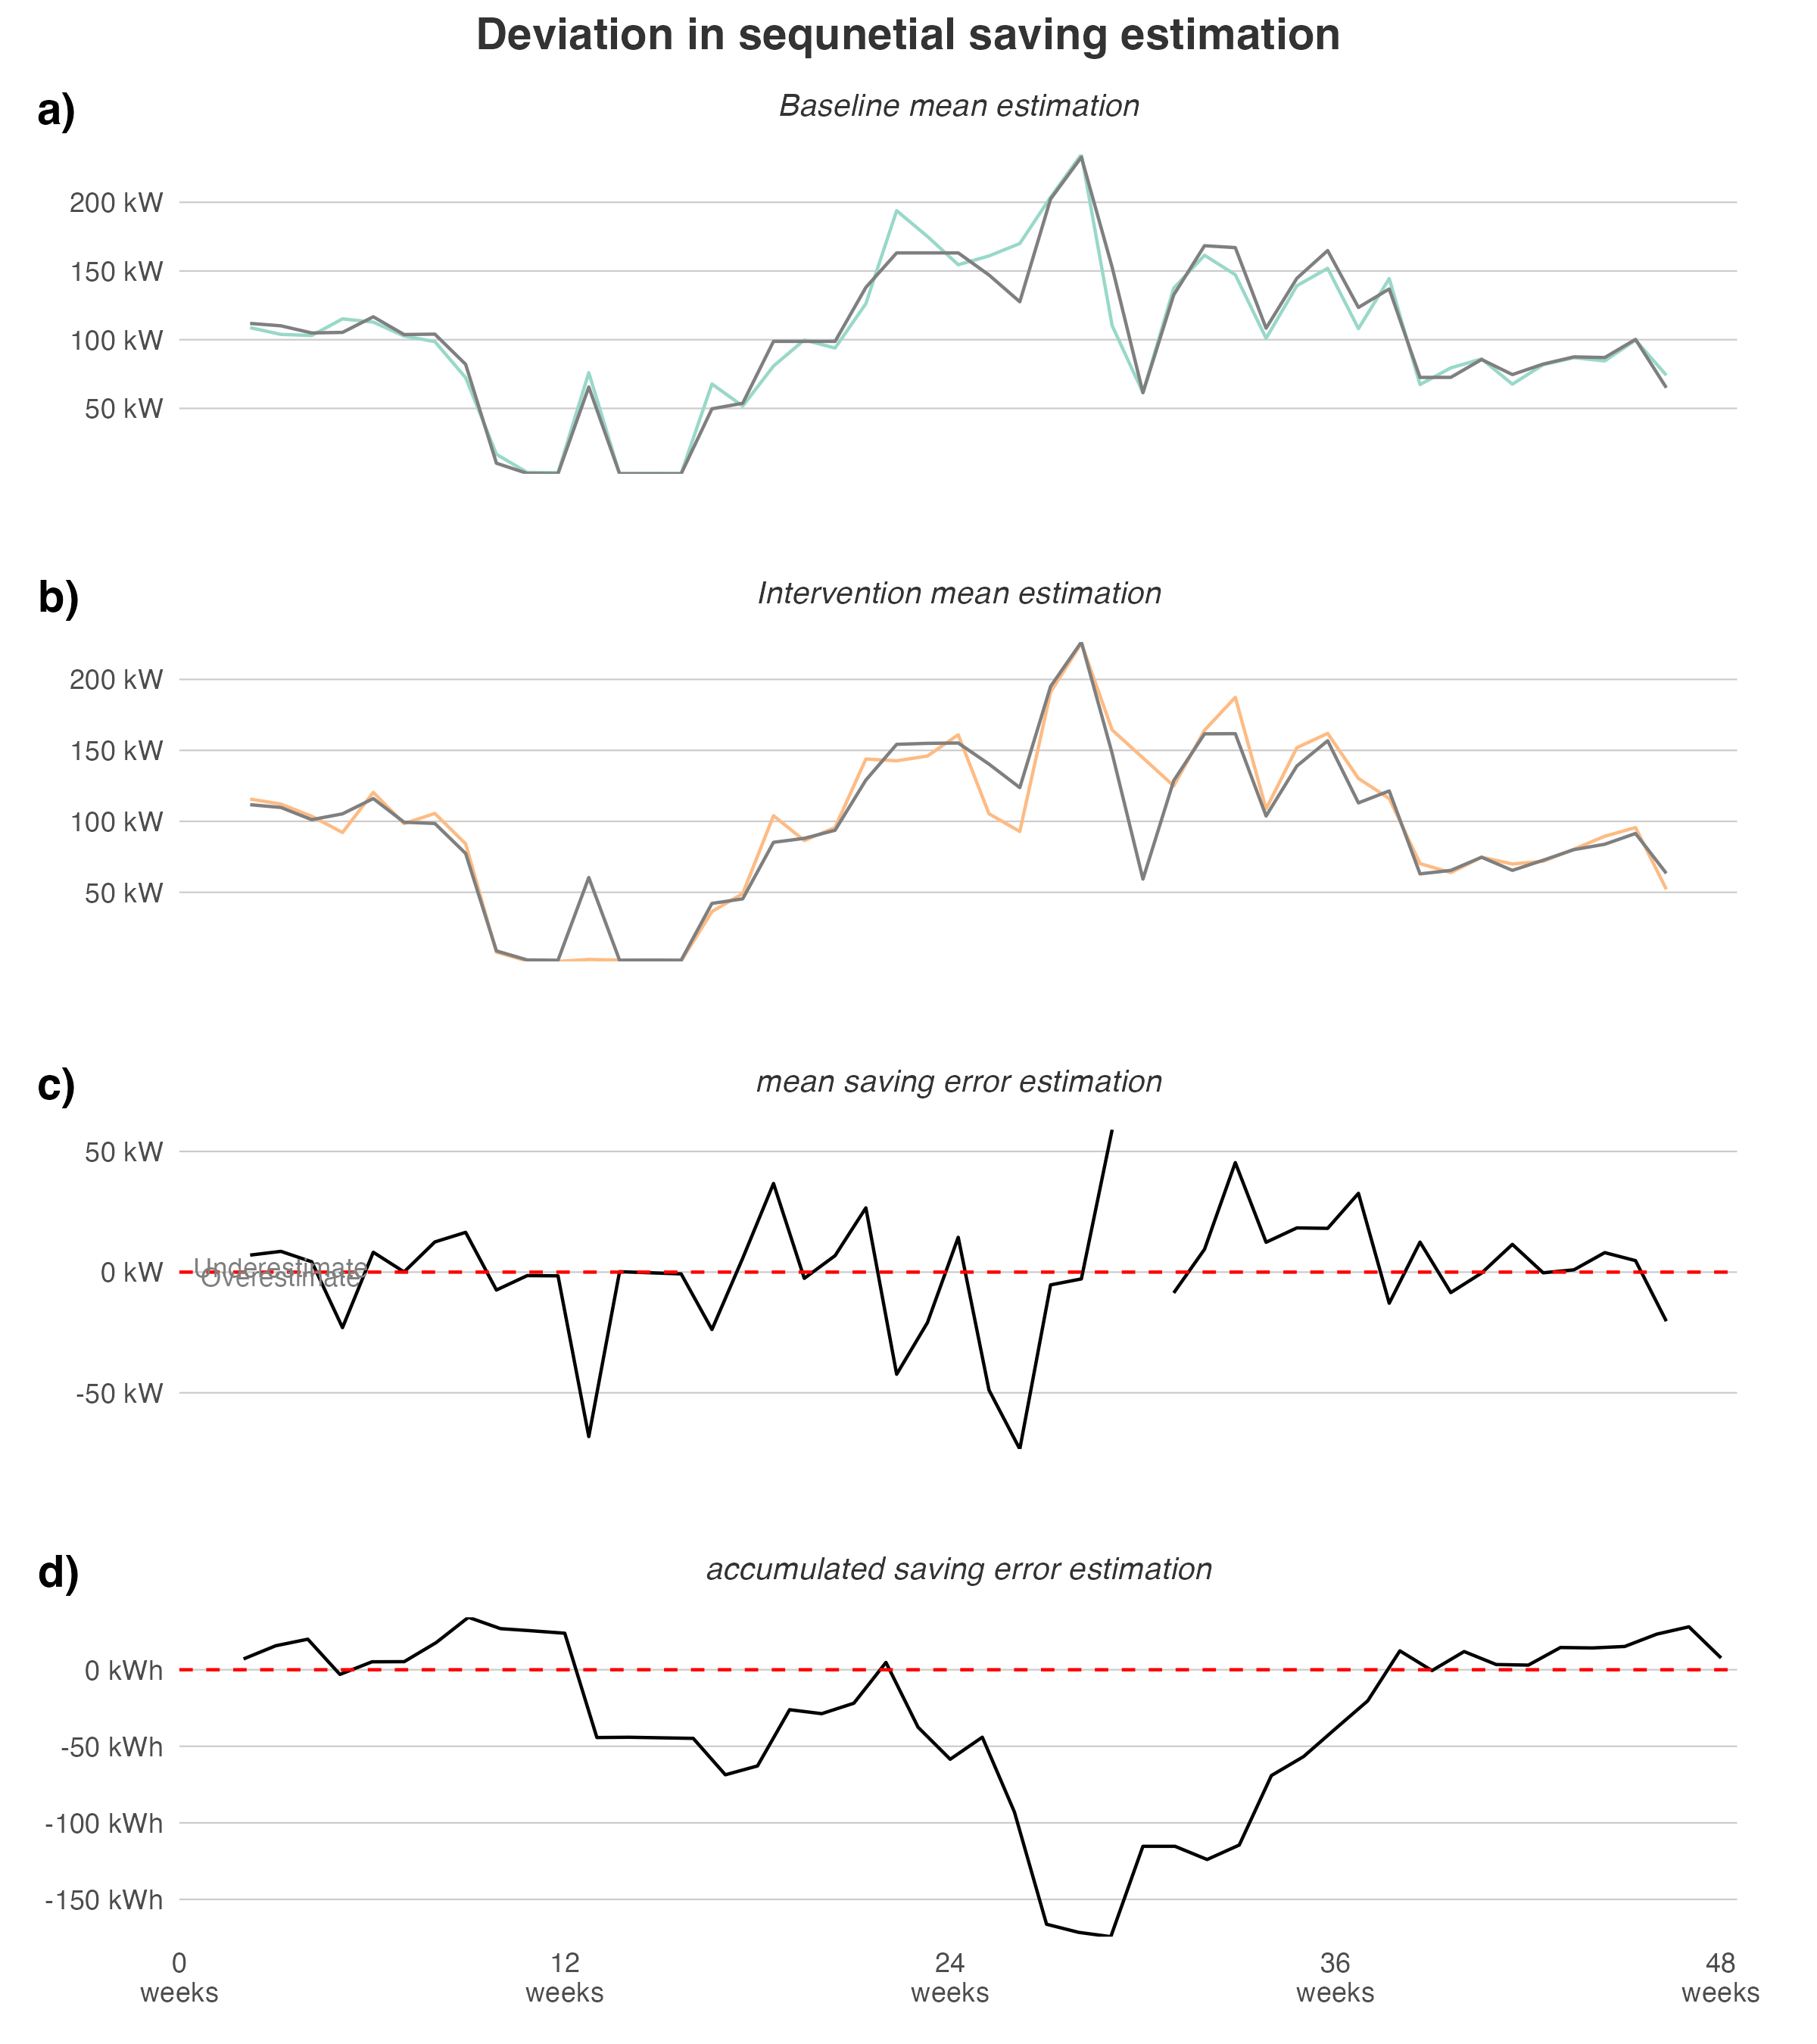 Deviation in sequnetial saving estimation
a)
Baseline mean estimation
200 kW
150 kW
100 kW
50 kW
b)
Intervention mean estimation
200 kW
150 kW
100 kW
50 kW
c)
mean saving error estimation
50 kW
0 kW
-50 kW
Underestimate
Overestimate
d)
accumulated saving error estimation
0 kWh
-50 kWh
-100 kWh
-150 kWh
0 12 24 36 48
weeks weeks weeks weeks weeks